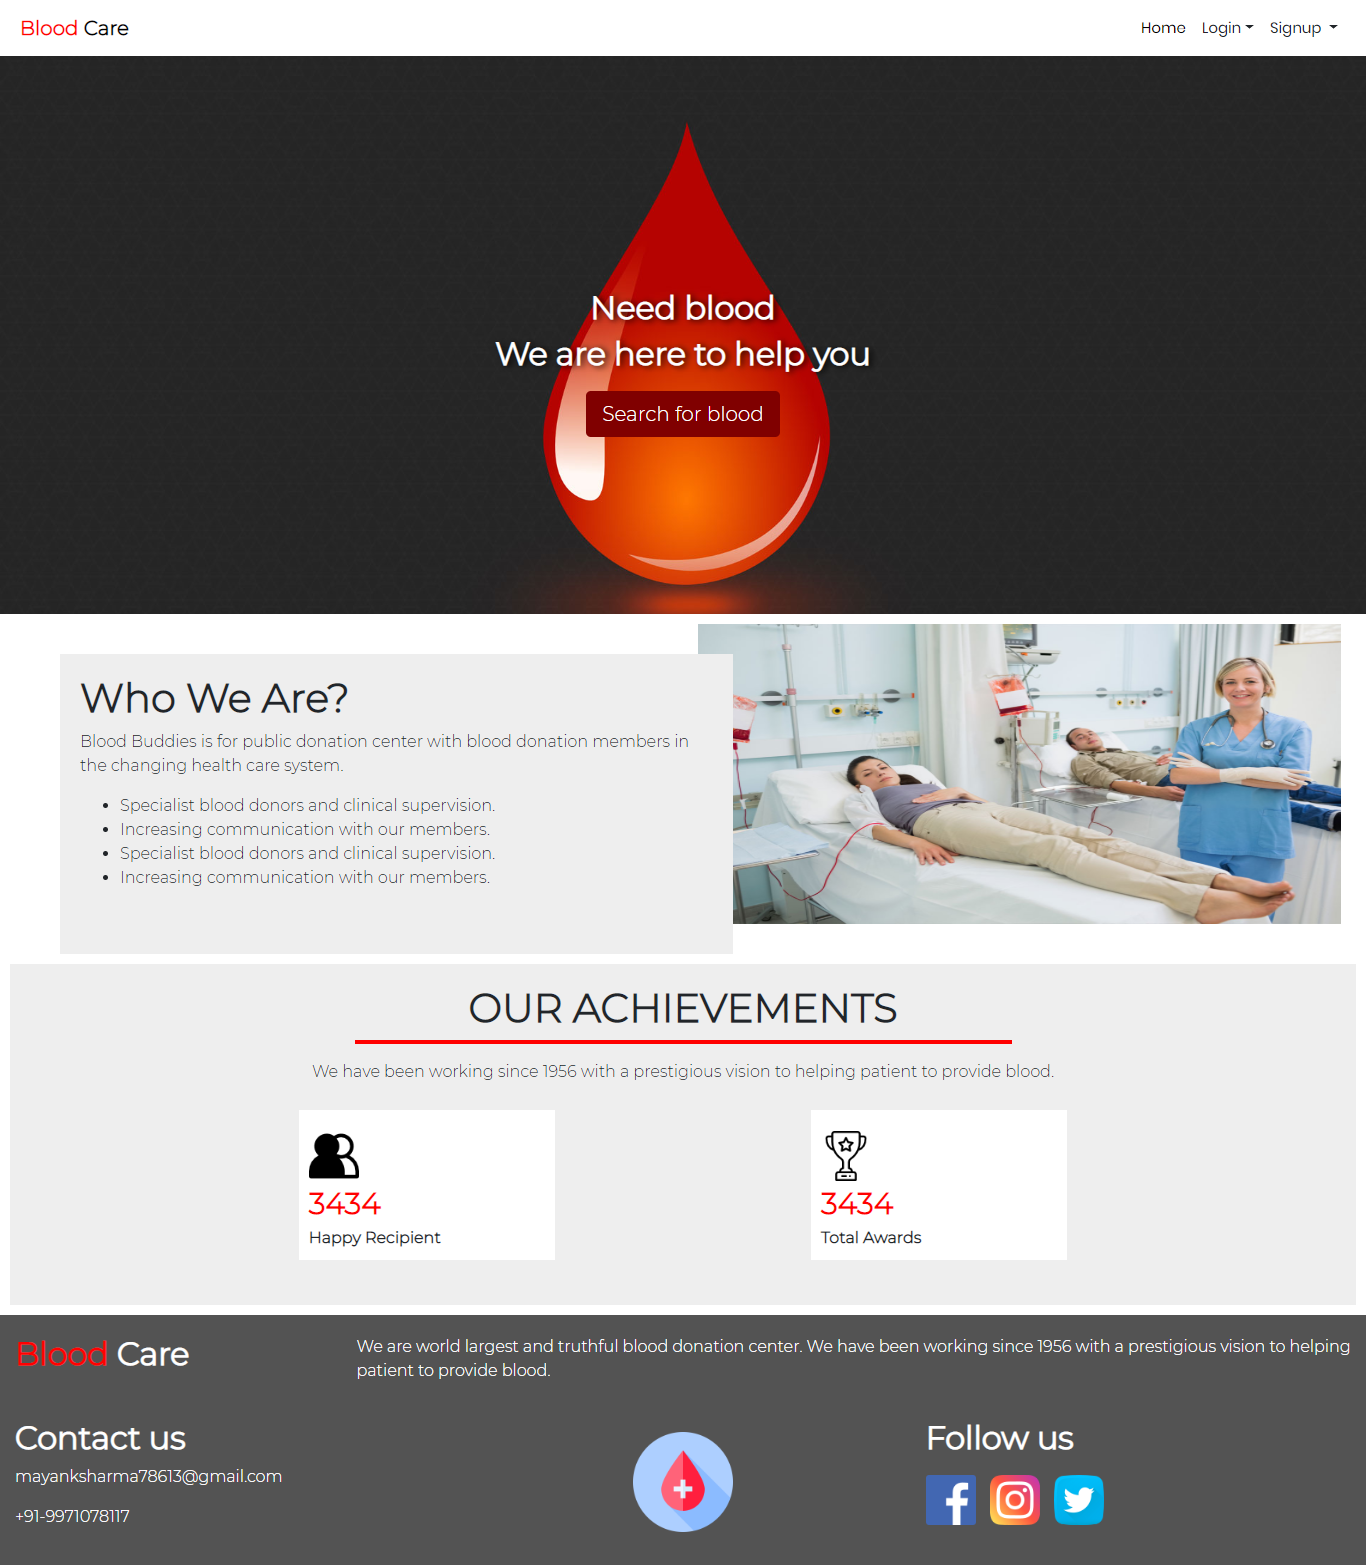 Blood Care
Home Login Signup
Need blood
We are here to help you
Search for blood
Who We Are?
Blood Buddies is for public donation center with blood donation members in
the changing health care system.
Specialist blood donors and clinical supervision.
Increasing communication with our members.
Specialist blood donors and clinical supervision.
Increasing communication with our members.
OUR ACHIEVEMENTS
We have been working since 1956 with a prestigious vision to helping patient to provide blood.
3434
Happy Recipient
3434
Total Awards
Blood Care
We are world largest and truthful blood donation center. We have been working since 1956 with a prestigious vision to helping
patient to provide blood.
Contact us
mayanksharma78613@gmail.com
+91-9971078117
Follow us